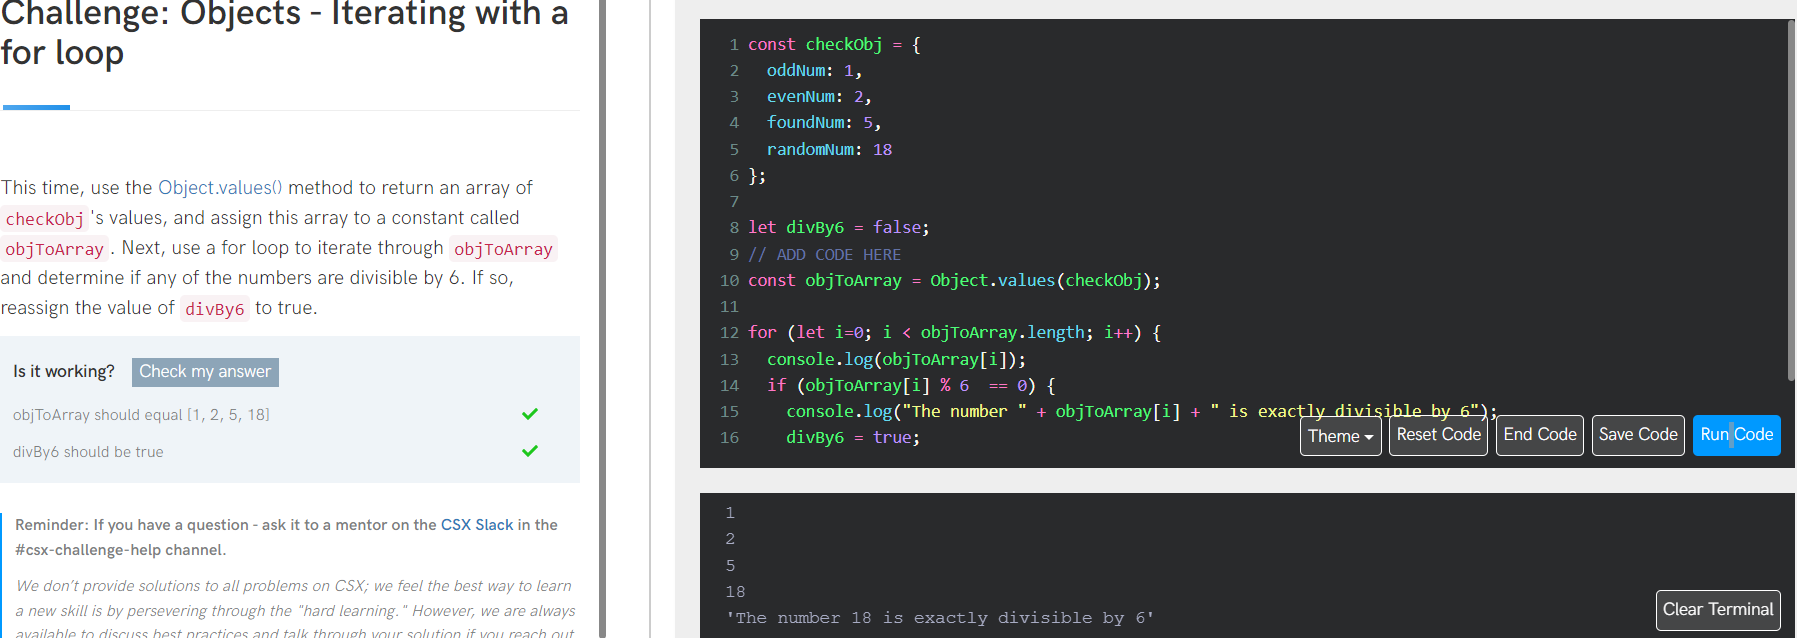 Challenge: Objects - Iterating with a
for loop
This time, use the Object.values() method to return an array of
checkObj 's values, and assign this array to a constant called
objToArray . Next, use a for loop to iterate through objToArray
and determine if any of the numbers are divisible by 6. If so,
reassign the value of divBy6 to true.
Is it working? Check my answer
objToArray should equal [1, 2, 5, 18]
divBy6 should be true
Reminder: If you have a question - ask it to a mentor on the CSX Slack in the
#csx-challenge-help channel.
We don't provide solutions to all problems on CSX; we feel the best way to learn
a new skill is by persevering through the "hard learning." However, we are always
available to discuss best practices and talk through your solution if you reach out
1 const checkObj = {
2   oddNum: 1,
3   evenNum: 2,
4   foundNum: 5,
5   randomNum: 18
6 };
7
8 let divBy6 = false;
9 // ADD CODE HERE
10 const objToArray = Object.values(checkObj);
11
12 for (let i=0; i < objToArray.length; i++) {
13   console.log(objToArray[i]);
14   if (objToArray[i] % 6  == 0) {
15     console.log("The number " + objToArray[i] + " is exactly divisible by 6");
16     divBy6 = true;
Theme Reset Code End Code Save Code Run Code
1
2
5
18
'The number 18 is exactly divisible by 6'
Clear Terminal